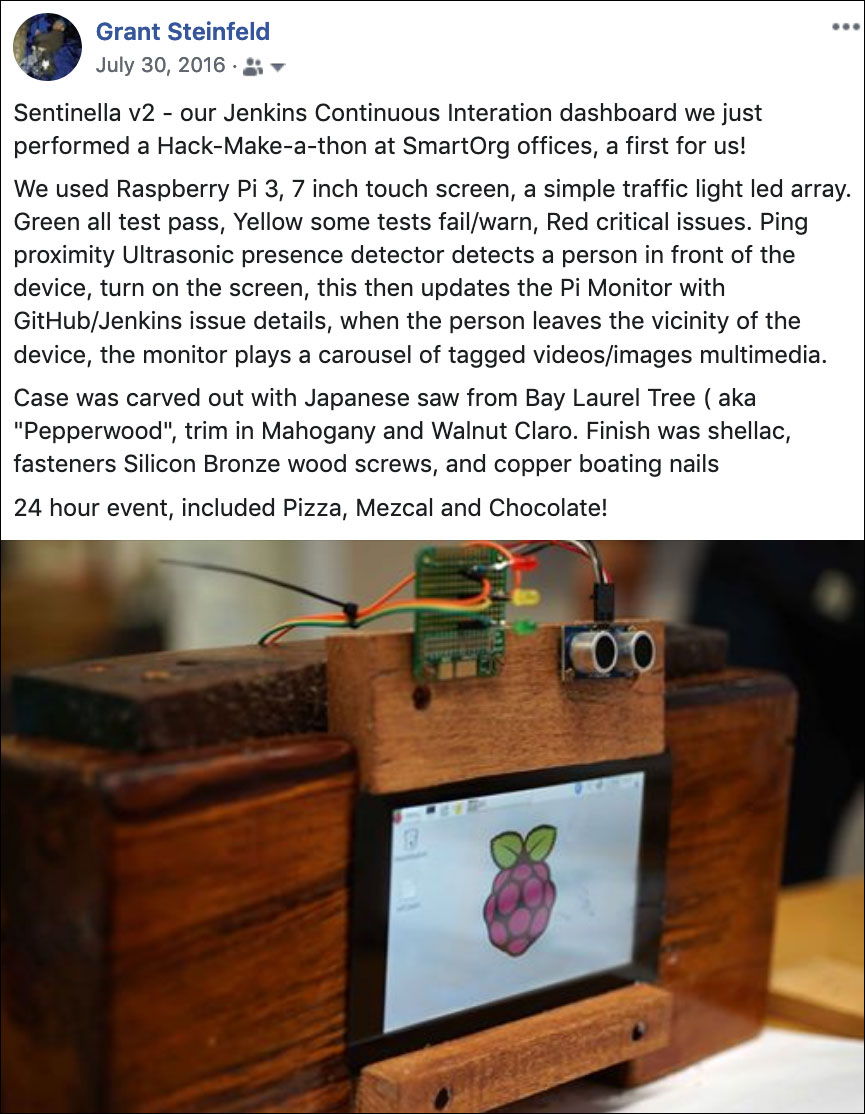 Grant Steinfeld
July 30, 2016 ·
Sentinella v2 - our Jenkins Continuous Interation dashboard we just
performed a Hack-Make-a-thon at SmartOrg offices, a first for us!
We used Raspberry Pi 3, 7 inch touch screen, a simple traffic light led array.
Green all test pass, Yellow some tests fail/warn, Red critical issues. Ping
proximity Ultrasonic presence detector detects a person in front of the
device, turn on the screen, this then updates the Pi Monitor with
GitHub/Jenkins issue details, when the person leaves the vicinity of the
device, the monitor plays a carousel of tagged videos/images multimedia.
Case was carved out with Japanese saw from Bay Laurel Tree ( aka
"Pepperwood", trim in Mahogany and Walnut Claro. Finish was shellac,
fasteners Silicon Bronze wood screws, and copper boating nails
24 hour event, included Pizza, Mezcal and Chocolate!